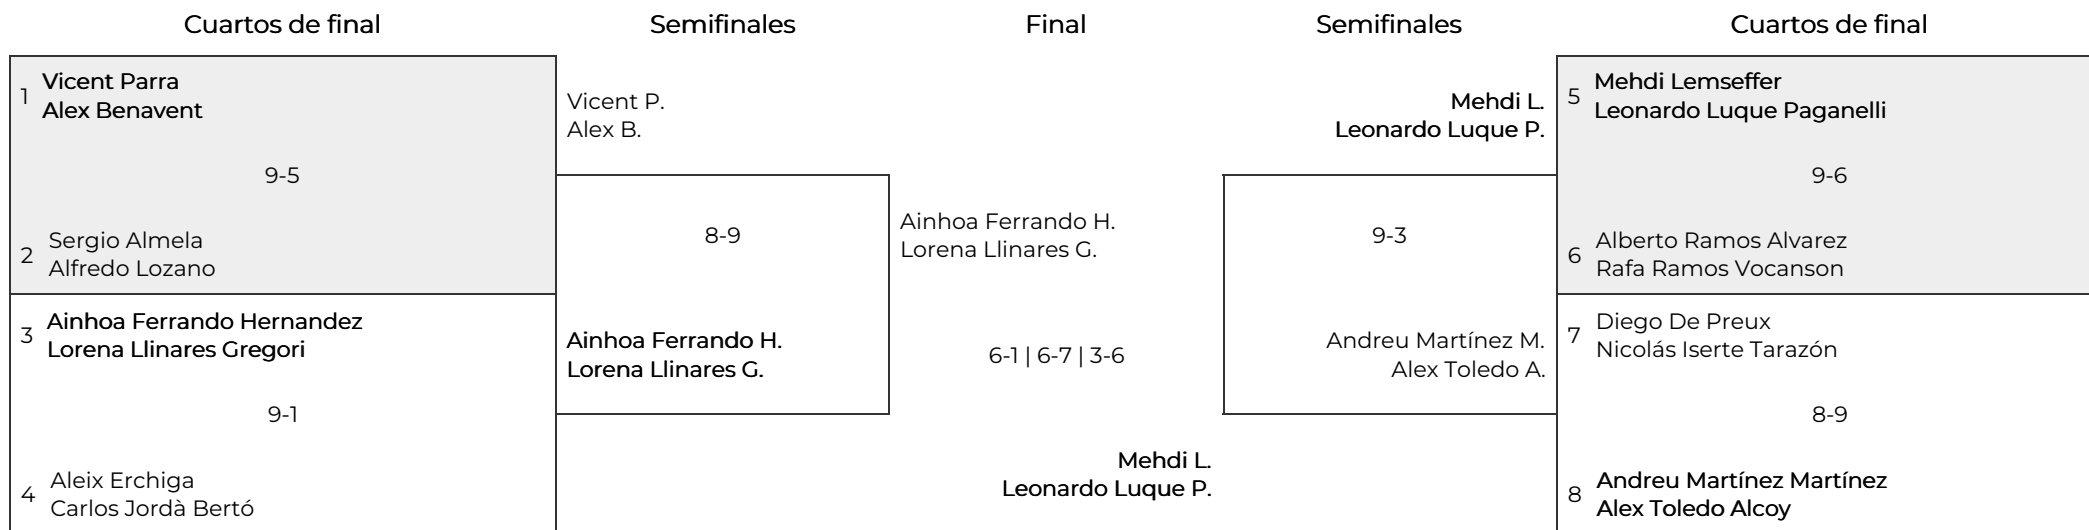 Cuartos de final
Semifinales
Final
Semifinales
Cuartos de final
1
Vicent Parra
Alex Benavent
9-5
2
Sergio Almela
Alfredo Lozano
3
Ainhoa Ferrando Hernandez
Lorena Llinares Gregori
9-1
4
Aleix Erchiga
Carlos Jordà Bertó
Vicent P.
Alex B.
8-9
Ainhoa Ferrando H.
Lorena Llinares G.
Ainhoa Ferrando H.
Lorena Llinares G.
6-1 | 6-7 | 3-6
Mehdi L.
Leonardo Luque P.
Mehdi L.
Leonardo Luque P.
9-3
Andreu Martínez M.
Alex Toledo A.
5
Mehdi Lemseffer
Leonardo Luque Paganelli
9-6
6
Alberto Ramos Alvarez
Rafa Ramos Vocanson
7
Diego De Preux
Nicolás Iserte Tarazón
8-9
8
Andreu Martínez Martínez
Alex Toledo Alcoy